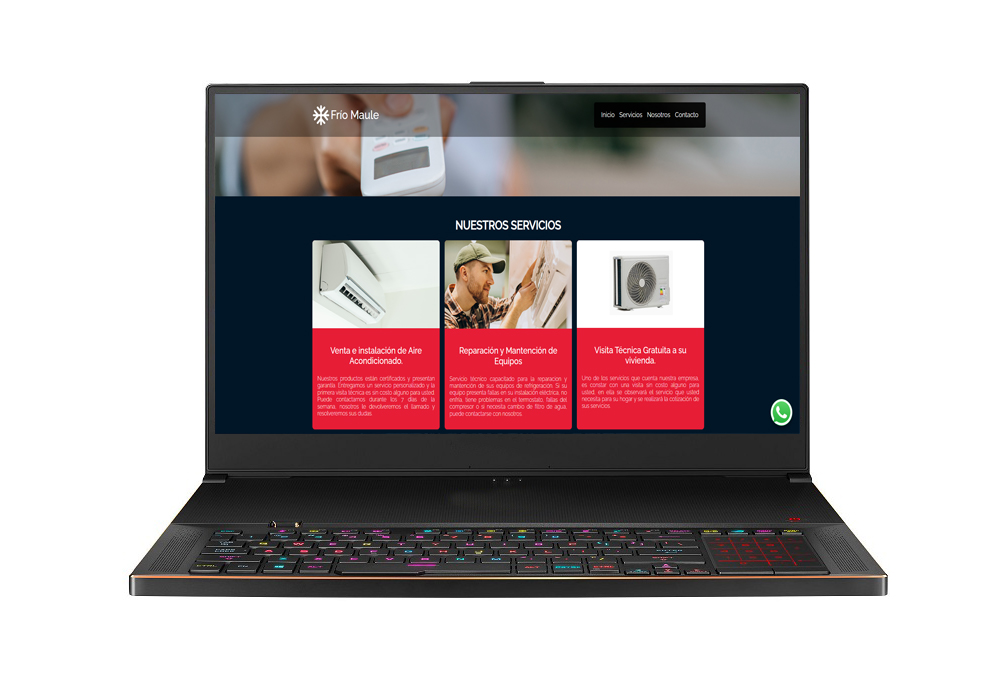 Frío Maule
Inicio Servicios Nosotros Contacto
NUESTROS SERVICIOS
Venta e instalación de Aire
Acondicionado.
Nuestros productos están certificados y presentan
garantía. Entregamos un servicio personalizado y la
primera visita técnica es sin costo alguno para usted.
Puede contactarnos durante los 7 días de la
semana, nosotros le devolveremos el llamado y
resolveremos sus dudas.
Reparación y Mantención de
Equipos
Servicio técnico capacitado para la reparacion y
mantención de sus equipos de refrigeración. Si su
equipo presenta fallas en su instalación eléctrica, no
enfría, tiene problemas en el termostato, fallas del
compresor o si necesita cambio de filtro de agua,
puede contactarse con nosotros.
Visita Técnica Gratuita a su
vivienda.
Uno de los servicios que cuenta nuestra empresa,
es constar con una visita sin costo alguno para
usted, en ella se observará el servicio que usted
necesita para su hogar y se realizará la cotización de
sus servicios.